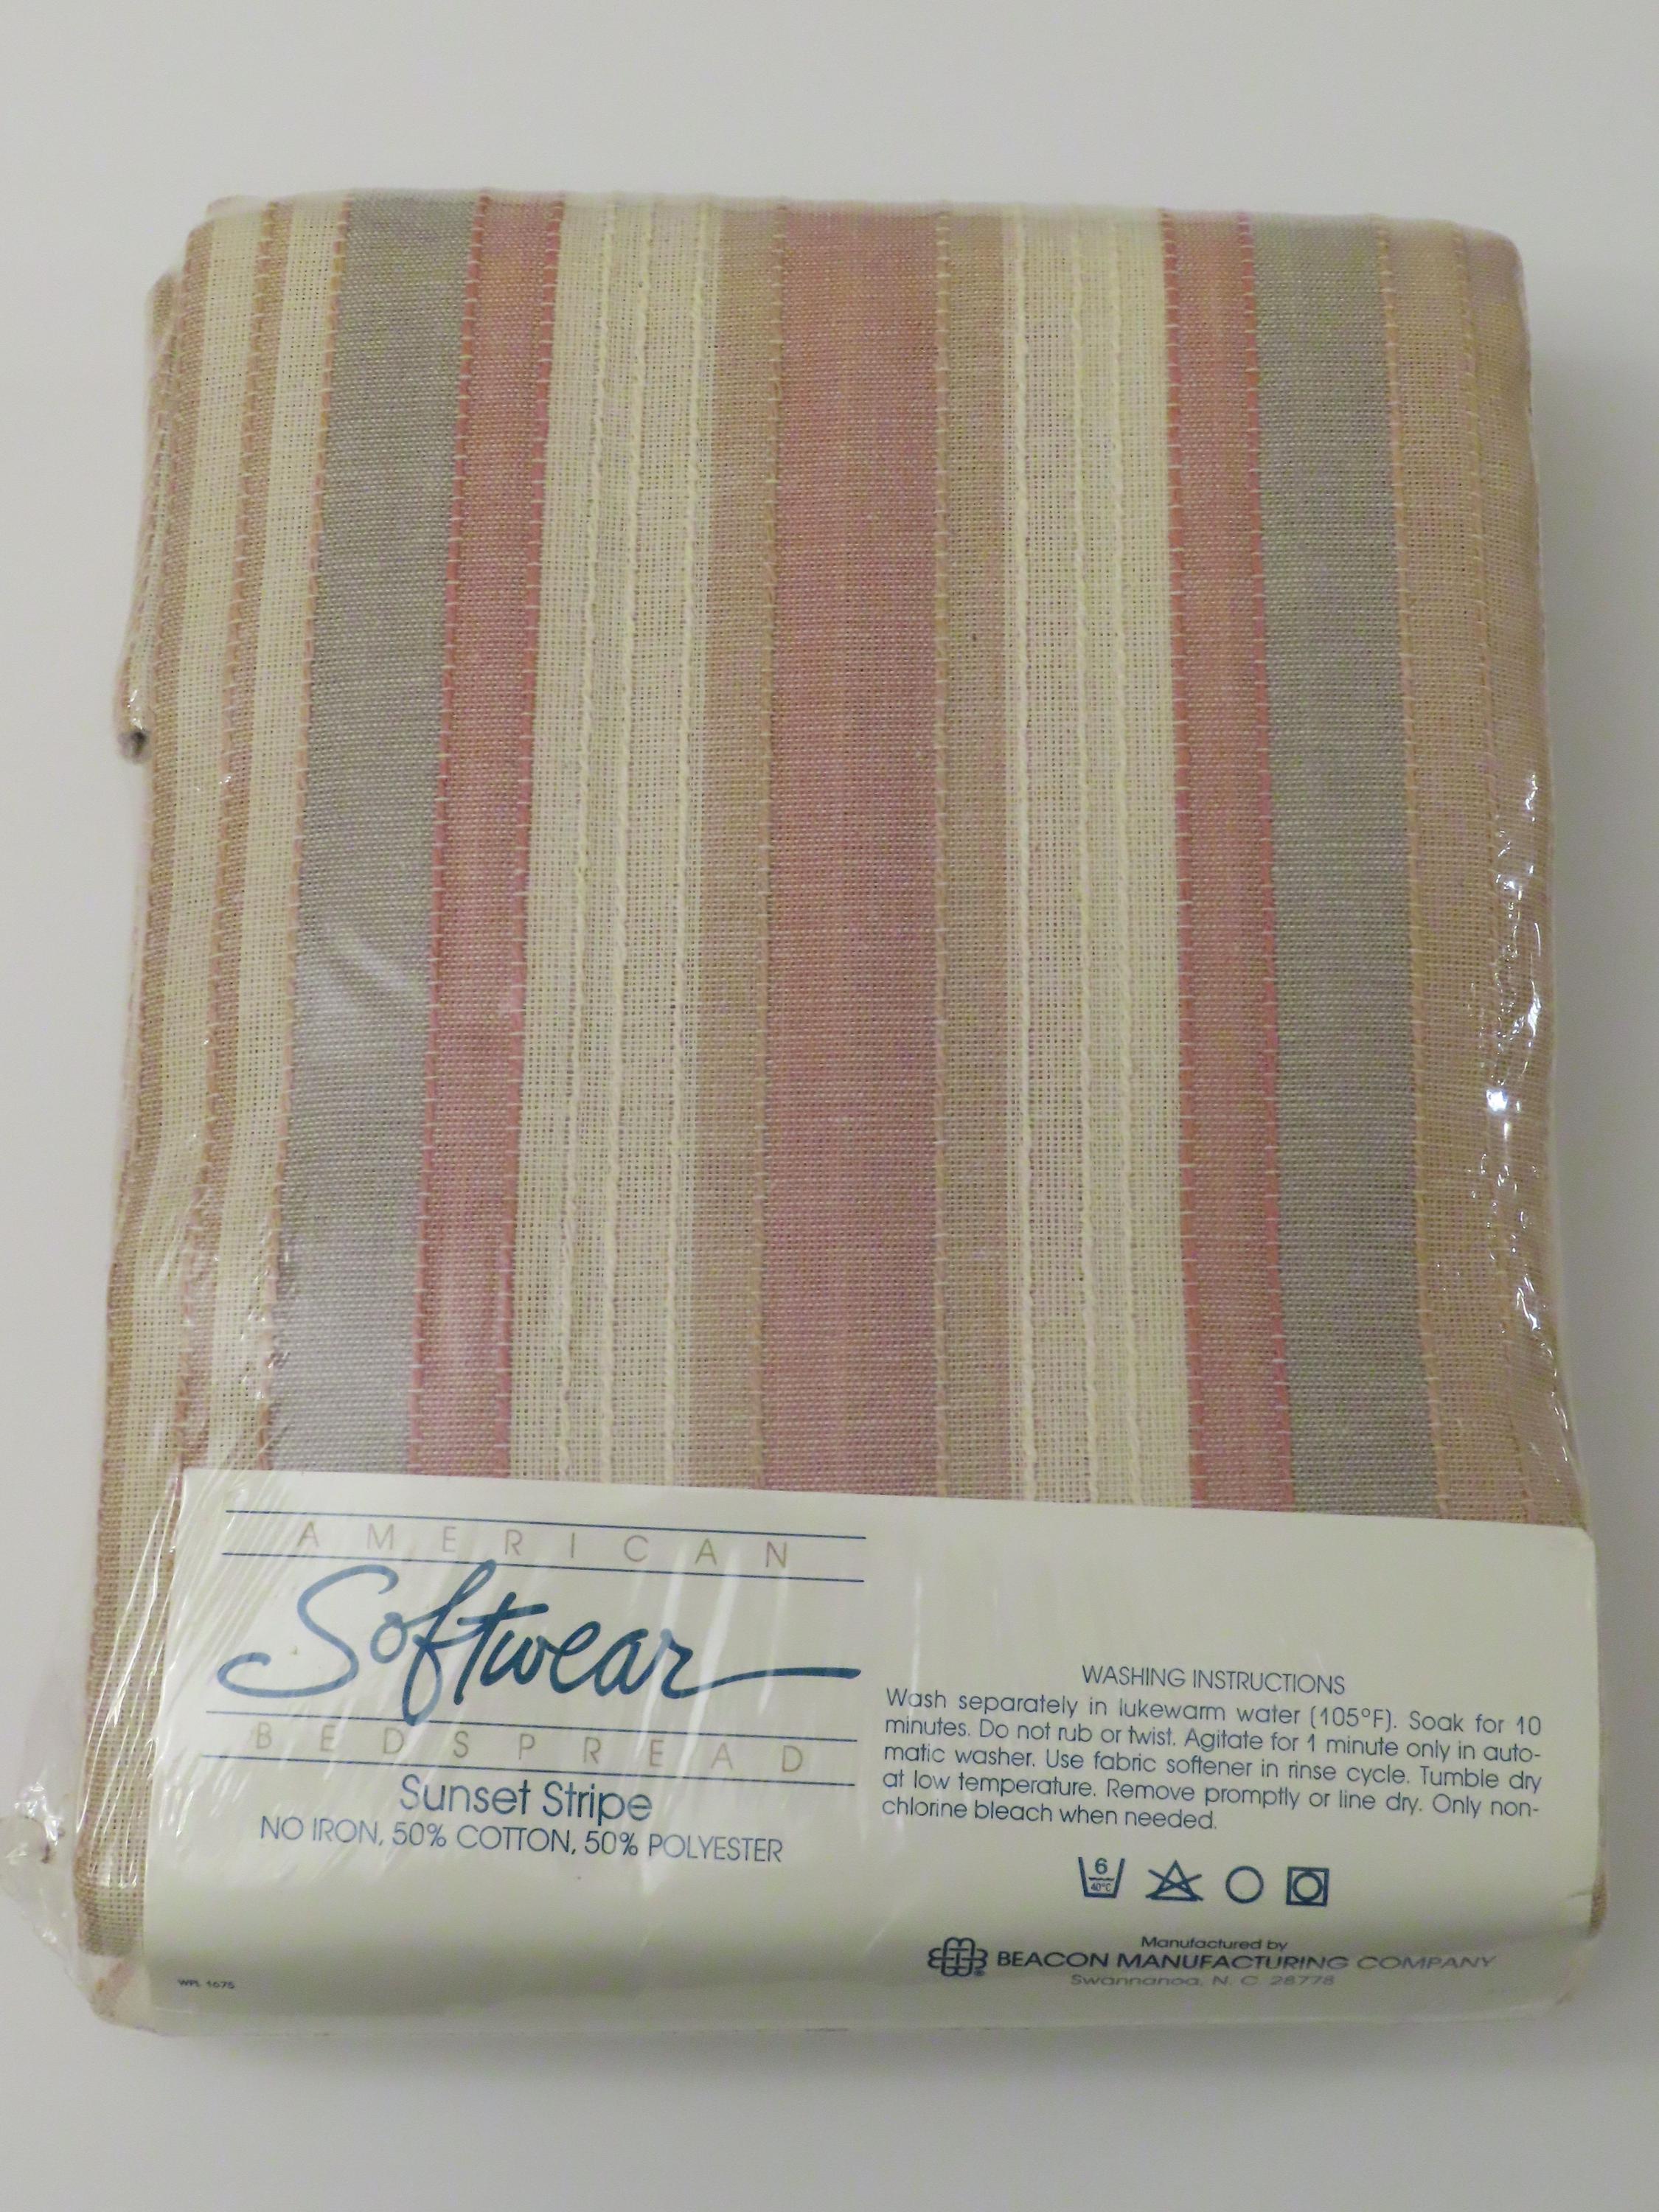 AMERICAN
Softwear
BEDSPREAD
Sunset Stripe
NO IRON, 50% COTTON, 50% POLYESTER
WASHING INSTRUCTIONS
Wash separately in lukewarm water (105°F). Soak for 10
minutes. Do not rub or twist. Agitate for 1 minute only in auto-
matic washer. Use fabric softener in rinse cycle. Tumble dry
at low temperature. Remove promptly or line dry. Only non-
chlorine bleach when needed.
6
40°C
Manufactured by
BEACON MANUFACTURING COMPANY
Swannanoa, N. C. 28778
WPL 1675